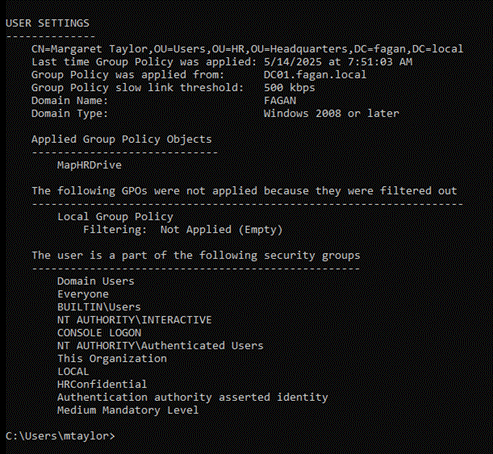 USER SETTINGS
--------------
CN=Margaret Taylor,OU=Users,OU=HR,OU=Headquarters,DC=fagan,DC=local
Last time Group Policy was applied: 5/14/2025 at 7:51:03 AM
Group Policy was applied from:      DC01.fagan.local
Group Policy slow link threshold:   500 kbps
Domain Name:                        FAGAN
Domain Type:                        Windows 2008 or later
Applied Group Policy Objects
-----------------------------
MapHRDrive
The following GPOs were not applied because they were filtered out
-------------------------------------------------------------------
Local Group Policy
Filtering:  Not Applied (Empty)
The user is a part of the following security groups
---------------------------------------------------
Domain Users
Everyone
BUILTIN\Users
NT AUTHORITY\INTERACTIVE
CONSOLE LOGON
NT AUTHORITY\Authenticated Users
This Organization
LOCAL
HRConfidential
Authentication authority asserted identity
Medium Mandatory Level
C:\Users\mtaylor>